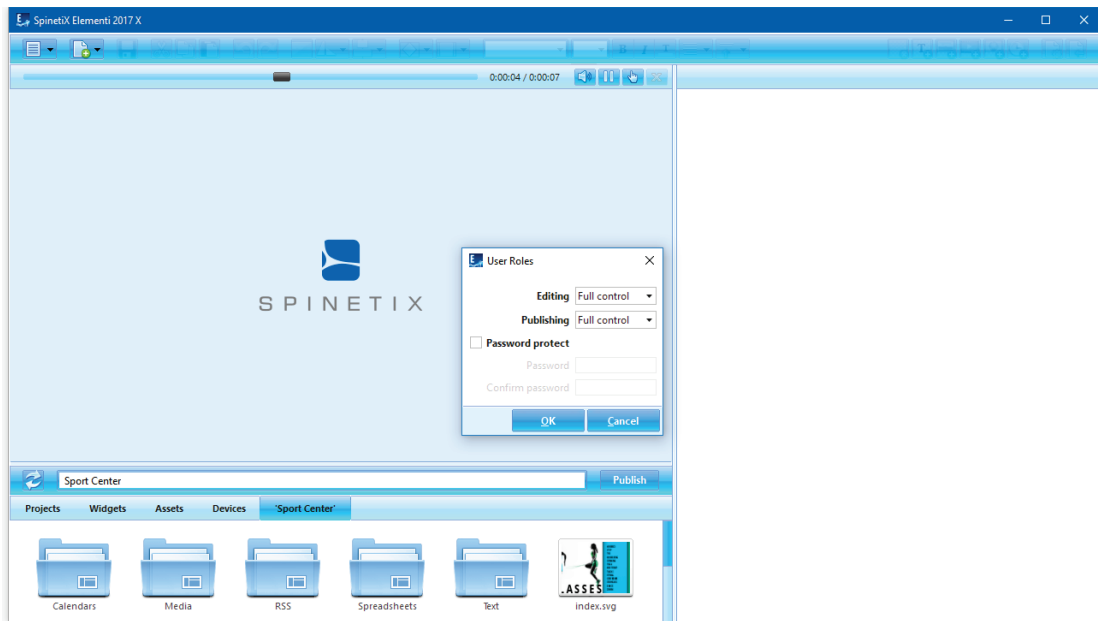 SpinetiX Elementi 2017 X
B I T
0:00:04 / 0:00:07
SPINETIX
User Roles
Editing Full control
Publishing Full control
Password protect
Password
Confirm password
OK Cancel
Sport Center Publish
Projects Widgets Assets Devices 'Sport Center'
.ASSES
Calendars Media RSS Spreadsheets Text index.svg